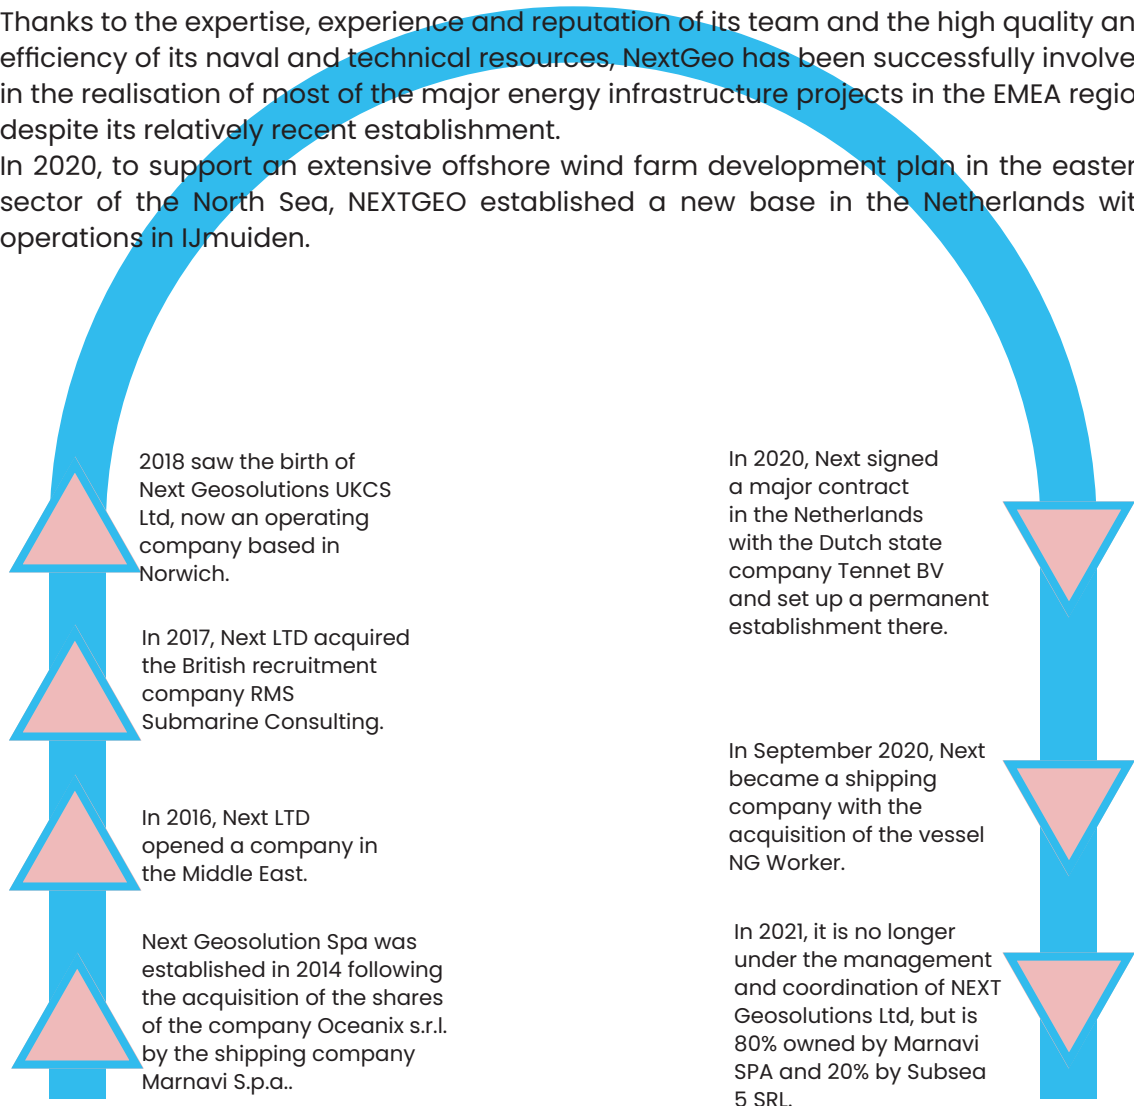 Thanks to the expertise, experience and reputation of its team and the high quality an
efficiency of its naval and technical resources, NextGeo has been successfully involve
in the realisation of most of the major energy infrastructure projects in the EMEA regio
despite its relatively recent establishment.
In 2020, to support an extensive offshore wind farm development plan in the easter
sector of the North Sea, NEXTGEO established a new base in the Netherlands wit
operations in IJmuiden.
2018 saw the birth of
Next Geosolutions UKCS
Ltd, now an operating
company based in
Norwich.
In 2017, Next LTD acquired
the British recruitment
company RMS
Submarine Consulting.
In 2016, Next LTD
opened a company in
the Middle East.
Next Geosolution Spa was
established in 2014 following
the acquisition of the shares
of the company Oceanix s.r.l.
by the shipping company
Marnavi S.p.a..
In 2020, Next signed
a major contract
in the Netherlands
with the Dutch state
company Tennet BV
and set up a permanent
establishment there.
In September 2020, Next
became a shipping
company with the
acquisition of the vessel
NG Worker.
In 2021, it is no longer
under the management
and coordination of NEXT
Geosolutions Ltd, but is
80% owned by Marnavi
SPA and 20% by Subsea
5 SRL.